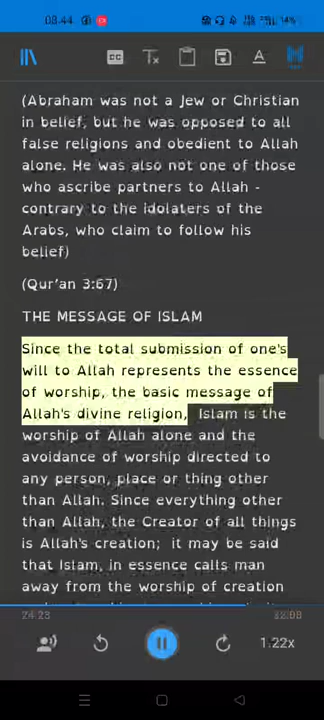 08.44
14%
CC
(Abraham was not a Jew or Christian
in belief, but he was opposed to all
false religions and obedient to Allah
alone. He was also not one of those
who ascribe partners to Allah -
contrary to the idolaters of the
Arabs, who claim to follow his
belief)
(Qur'an 3:67)
THE MESSAGE OF ISLAM
Since the total submission of one's
will to Allah represents the essence
of worship, the basic message of
Allah's divine religion, Islam is the
worship of Allah alone and the
avoidance of worship directed to
any person, place or thing other
than Allah. Since everything other
than Allah, the Creator of all things
is Allah's creation; it may be said
that Islam, in essence calls man
away from the worship of creation
24:23
1.22x